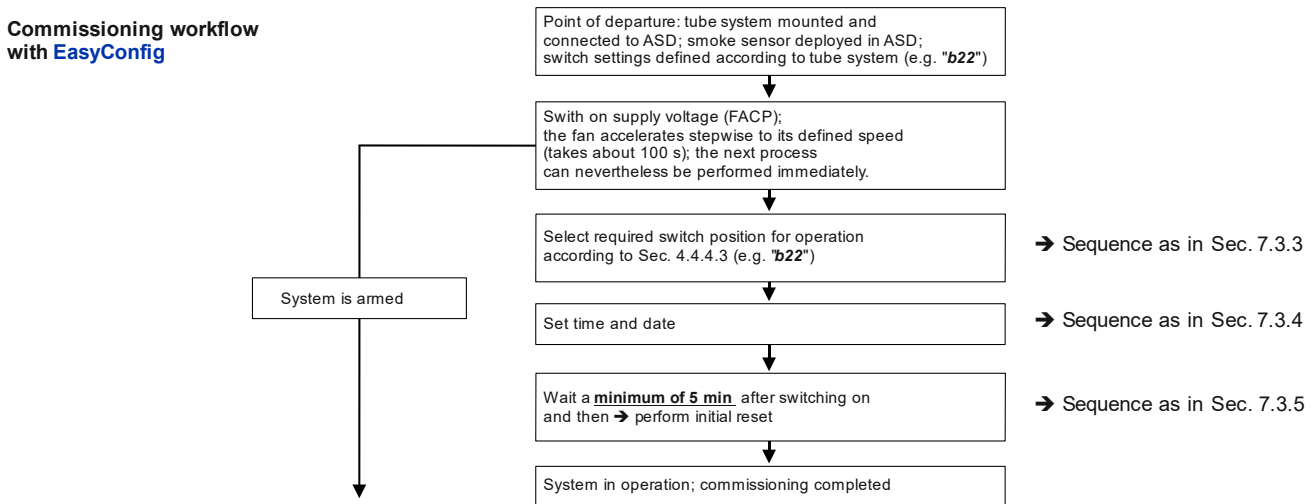 Commissioning workflow
with EasyConfig
Point of departure: tube system mounted and
connected to ASD; smoke sensor deployed in ASD;
switch settings defined according to tube system (e.g. "b22")
Swith on supply voltage (FACP);
the fan accelerates stepwise to its defined speed
(takes about 100 s); the next process
can nevertheless be performed immediately.
Select required switch position for operation
according to Sec. 4.4.4.3 (e.g. "b22")
➔ Sequence as in Sec. 7.3.3
System is armed
Set time and date
➔ Sequence as in Sec. 7.3.4
Wait a minimum of 5 min after switching on
and then ➔ perform initial reset
➔ Sequence as in Sec. 7.3.5
System in operation; commissioning completed